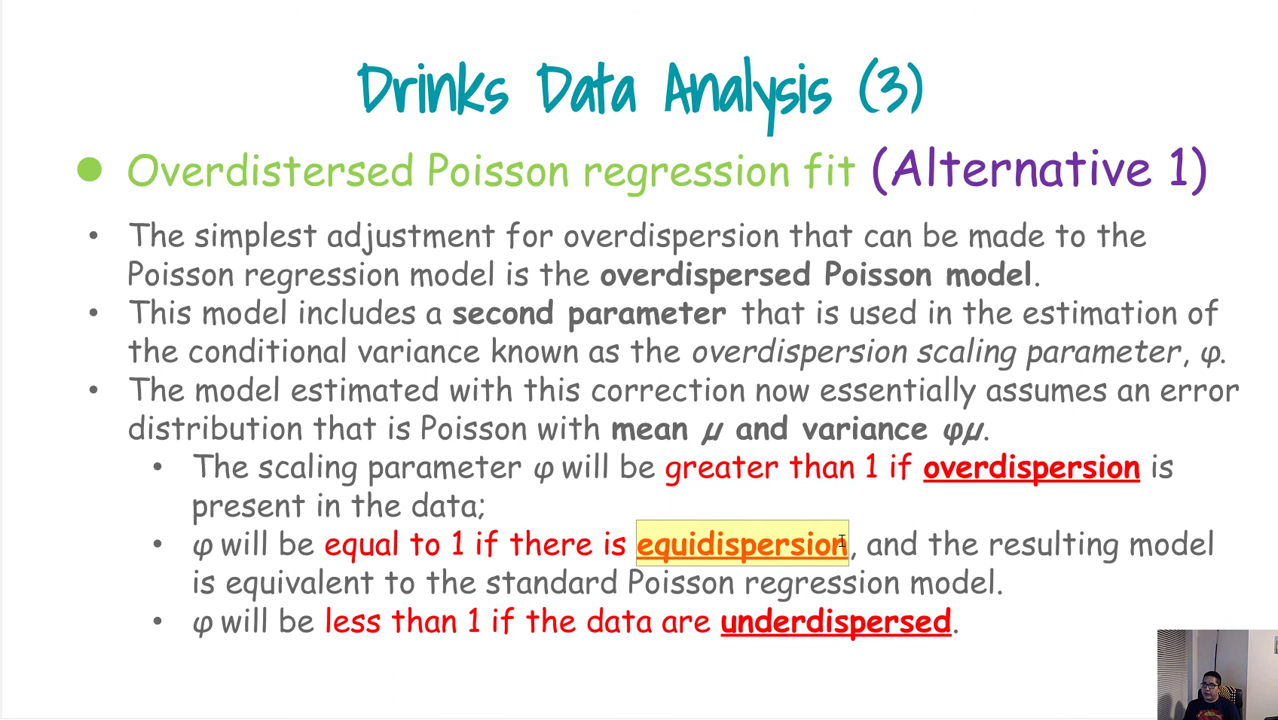 Drinks Data Analysis (3)
● Overdistersed Poisson regression fit (Alternative 1)
• The simplest adjustment for overdispersion that can be made to the
Poisson regression model is the overdispersed Poisson model.
• This model includes a second parameter that is used in the estimation of
the conditional variance known as the overdispersion scaling parameter, φ.
• The model estimated with this correction now essentially assumes an error
distribution that is Poisson with mean μ and variance φμ.
• The scaling parameter φ will be greater than 1 if overdispersion is
present in the data;
• φ will be equal to 1 if there is equidispersion, and the resulting model
is equivalent to the standard Poisson regression model.
• φ will be less than 1 if the data are underdispersed.